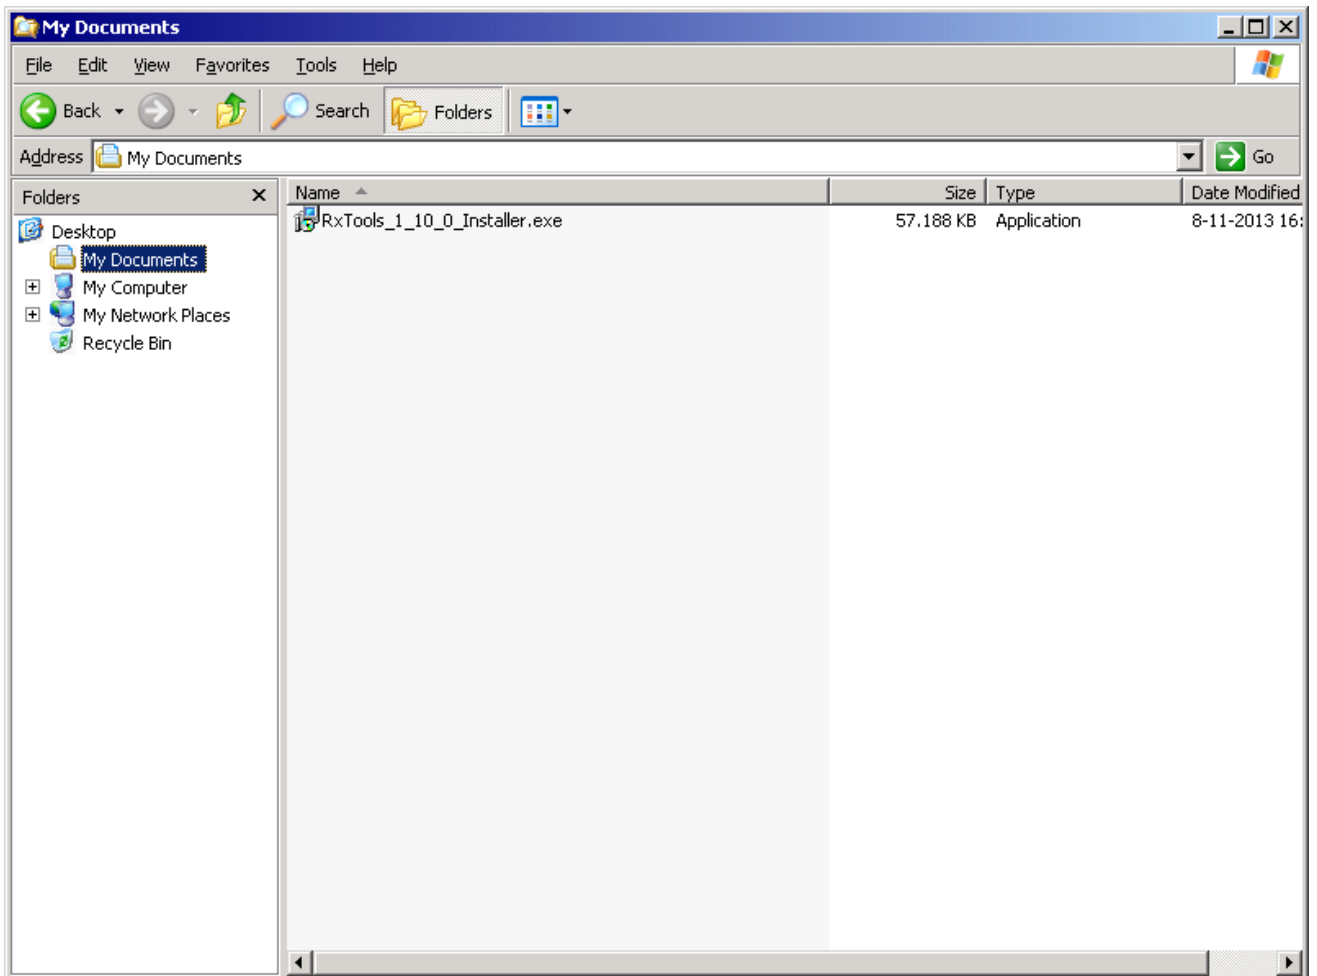 My Documents
File Edit View Favorites Tools Help
Back Search Folders
Address My Documents Go
Folders Name Size Type Date Modified
RxTools_1_10_0_Installer.exe 57.188 KB Application 8-11-2013 16:
Desktop
My Documents
My Computer
My Network Places
Recycle Bin